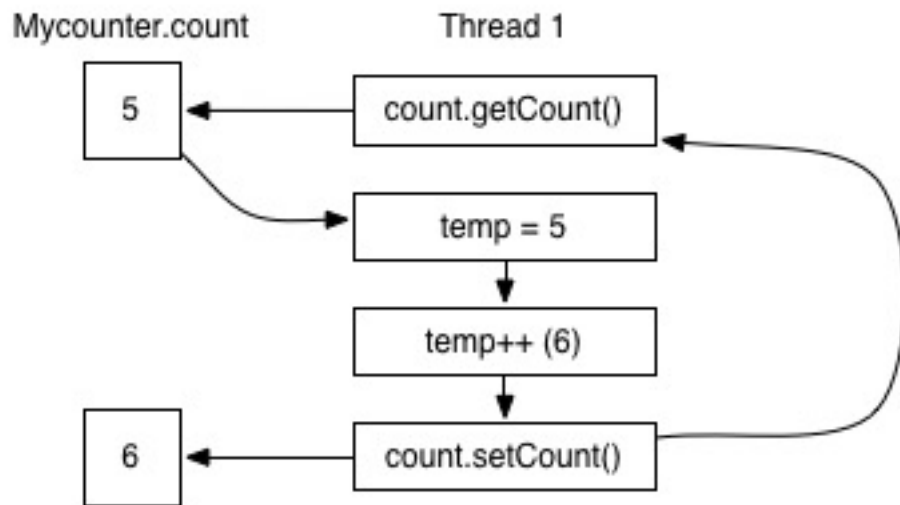 Mycounter.count Thread 1
5 count.getCount()
temp = 5
temp++ (6)
6 count.setCount()